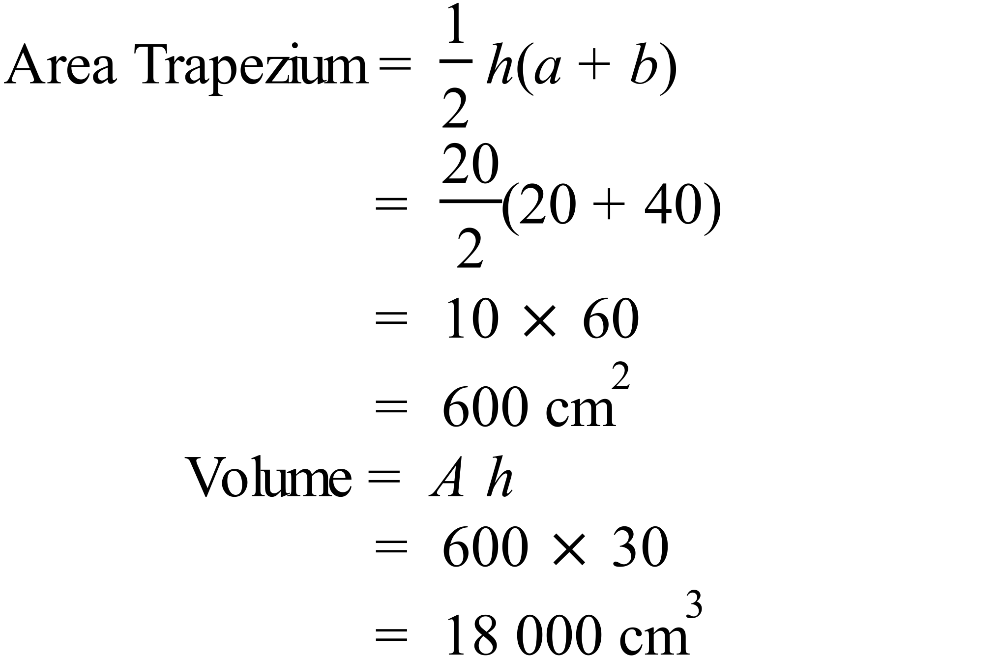 Area Trapezium = 1/2 h(a + b)
= 20/2 (20 + 40)
= 10 × 60
= 600 cm²
Volume = A h
= 600 × 30
= 18 000 cm³